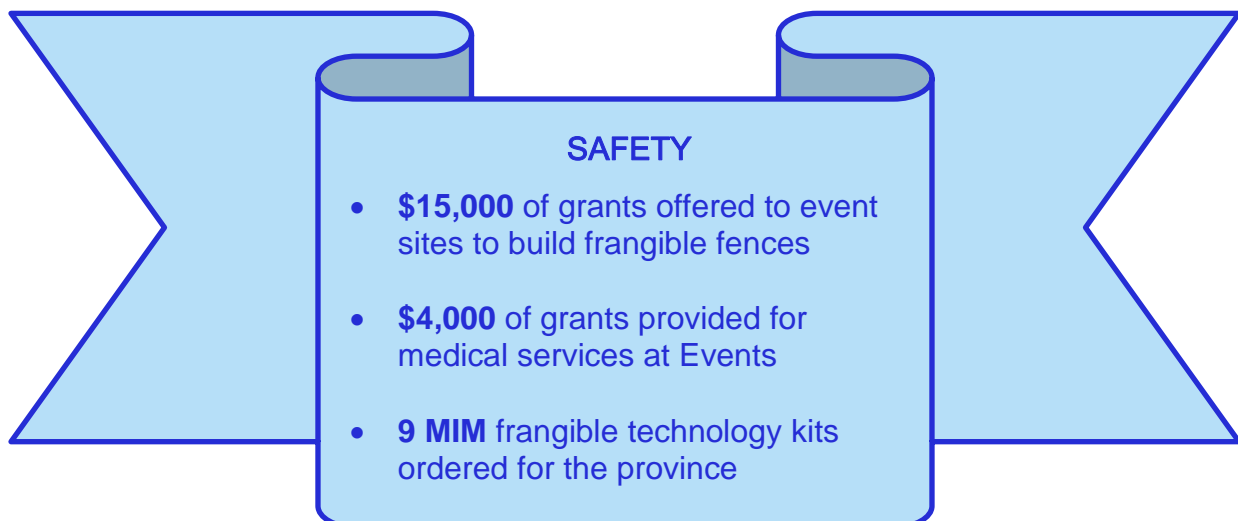 SAFETY
• $15,000 of grants offered to event
sites to build frangible fences
• $4,000 of grants provided for
medical services at Events
• 9 MIM frangible technology kits
ordered for the province